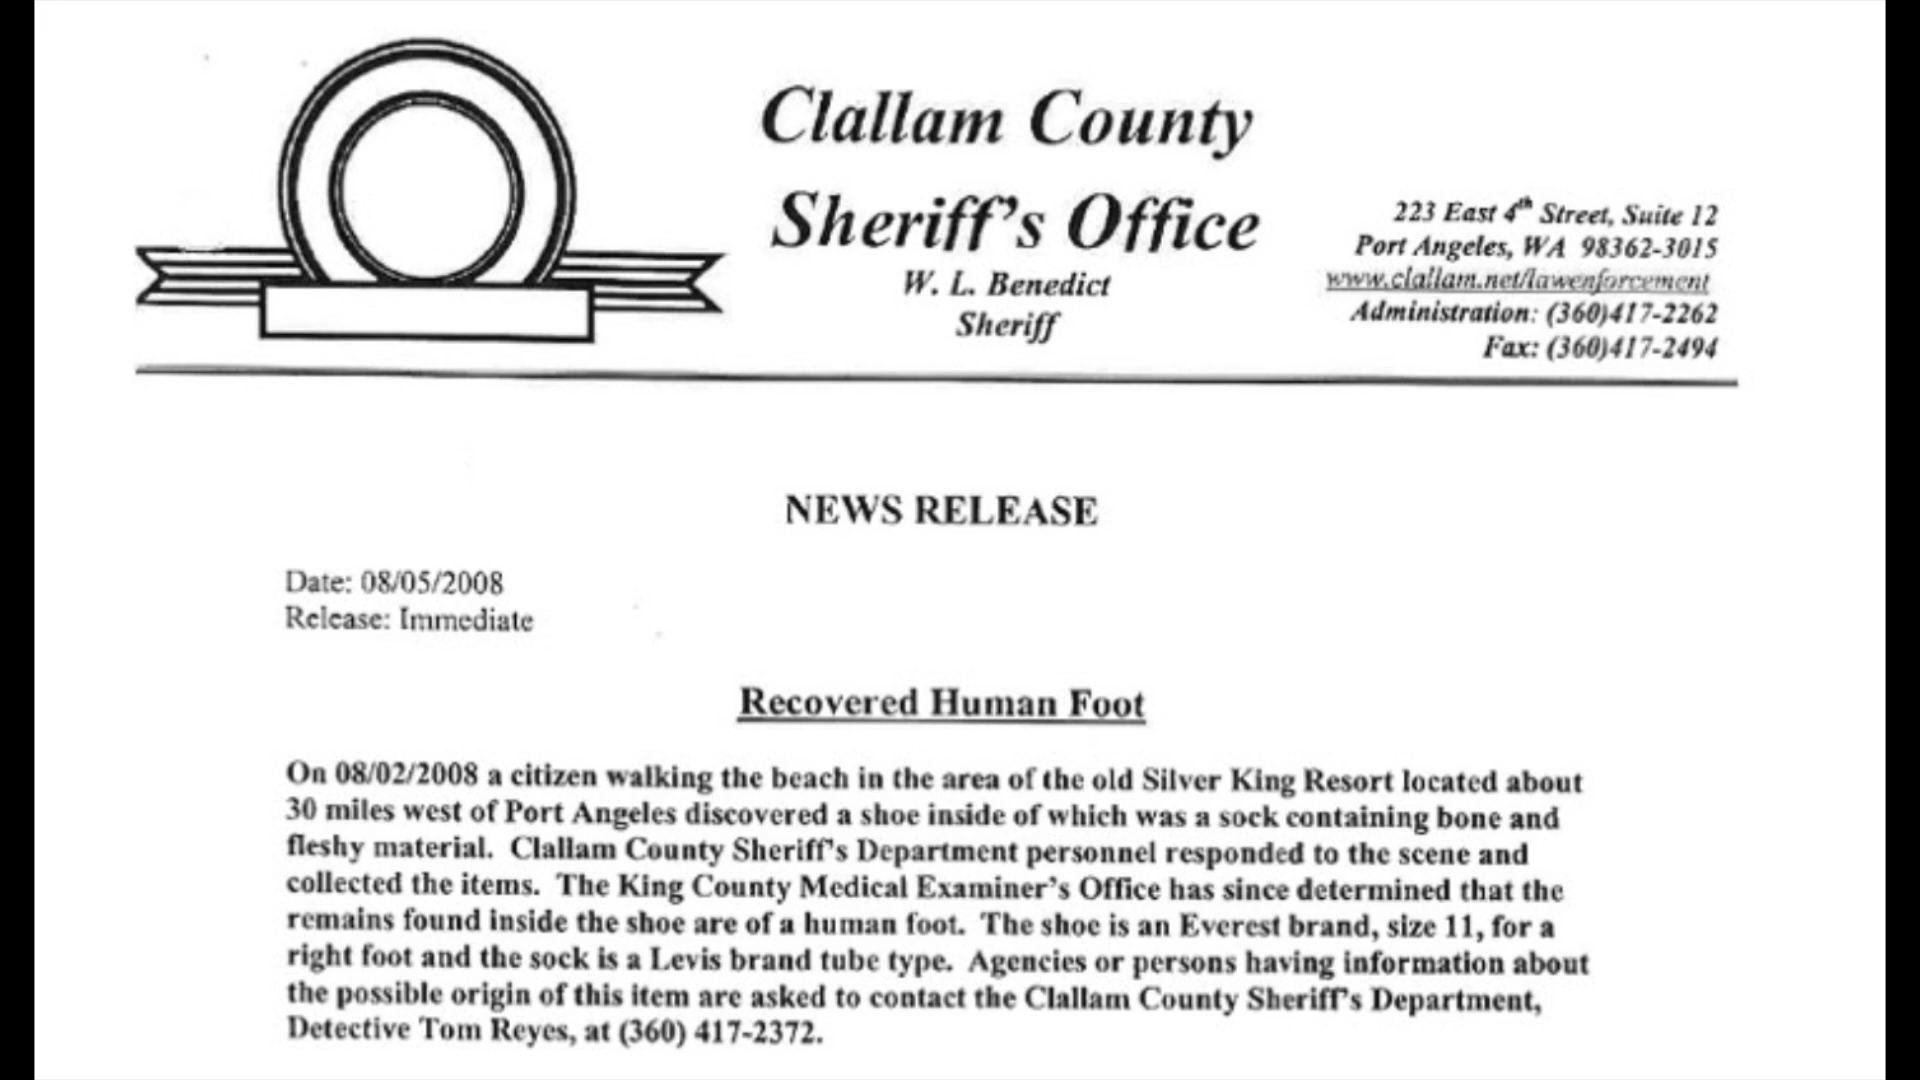 Clallam County
Sheriff's Office
W. L. Benedict
Sheriff
223 East 4th Street, Suite 12
Port Angeles, WA 98362-3015
www.clallam.net/lawenforcement
Administration: (360)417-2262
Fax: (360)417-2494
NEWS RELEASE
Date: 08/05/2008
Release: Immediate
Recovered Human Foot
On 08/02/2008 a citizen walking the beach in the area of the old Silver King Resort located about
30 miles west of Port Angeles discovered a shoe inside of which was a sock containing bone and
fleshy material. Clallam County Sheriff's Department personnel responded to the scene and
collected the items. The King County Medical Examiner's Office has since determined that the
remains found inside the shoe are of a human foot. The shoe is an Everest brand, size 11, for a
right foot and the sock is a Levis brand tube type. Agencies or persons having information about
the possible origin of this item are asked to contact the Clallam County Sheriff's Department,
Detective Tom Reyes, at (360) 417-2372.